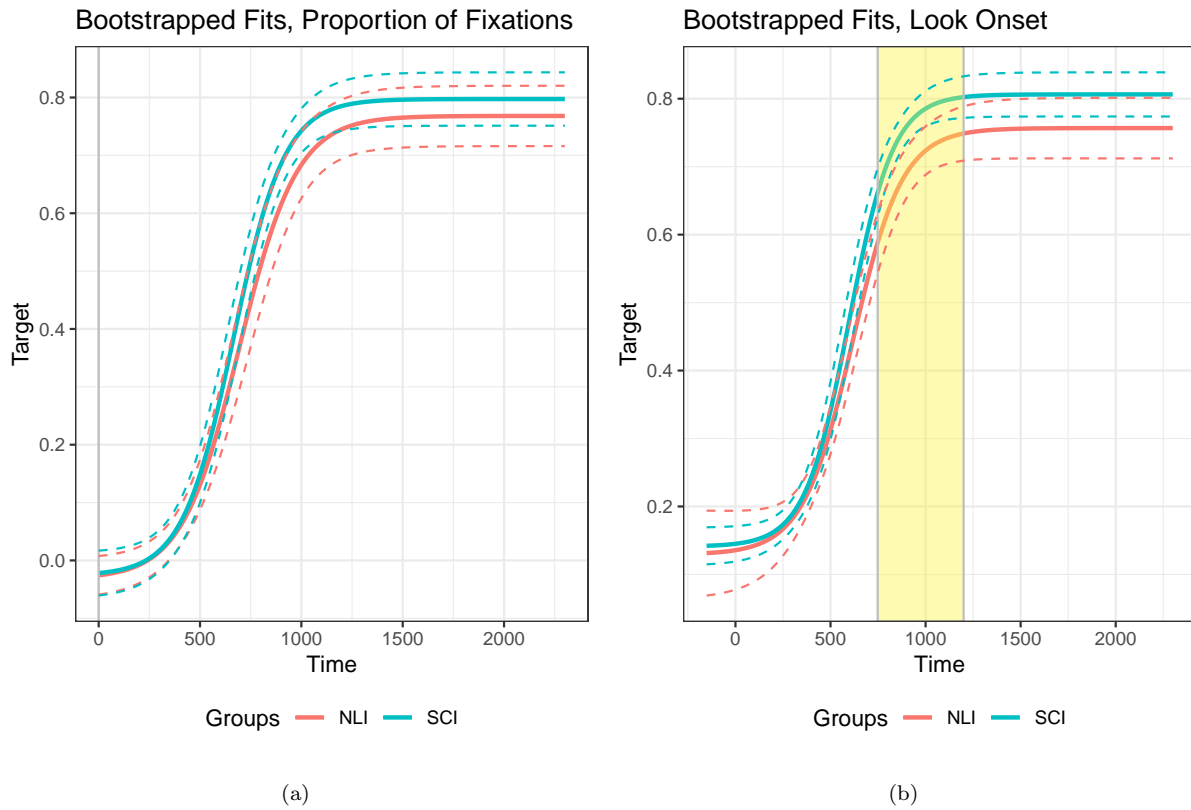 Bootstrapped Fits, Proportion of Fixations
0.8
0.6
0.4
0.2
0.0
Target
0 500 1000 1500 2000
Time
Groups NLI SCI
(a)
Bootstrapped Fits, Look Onset
0.8
0.6
0.4
0.2
Target
0 500 1000 1500 2000
Time
Groups NLI SCI
(b)